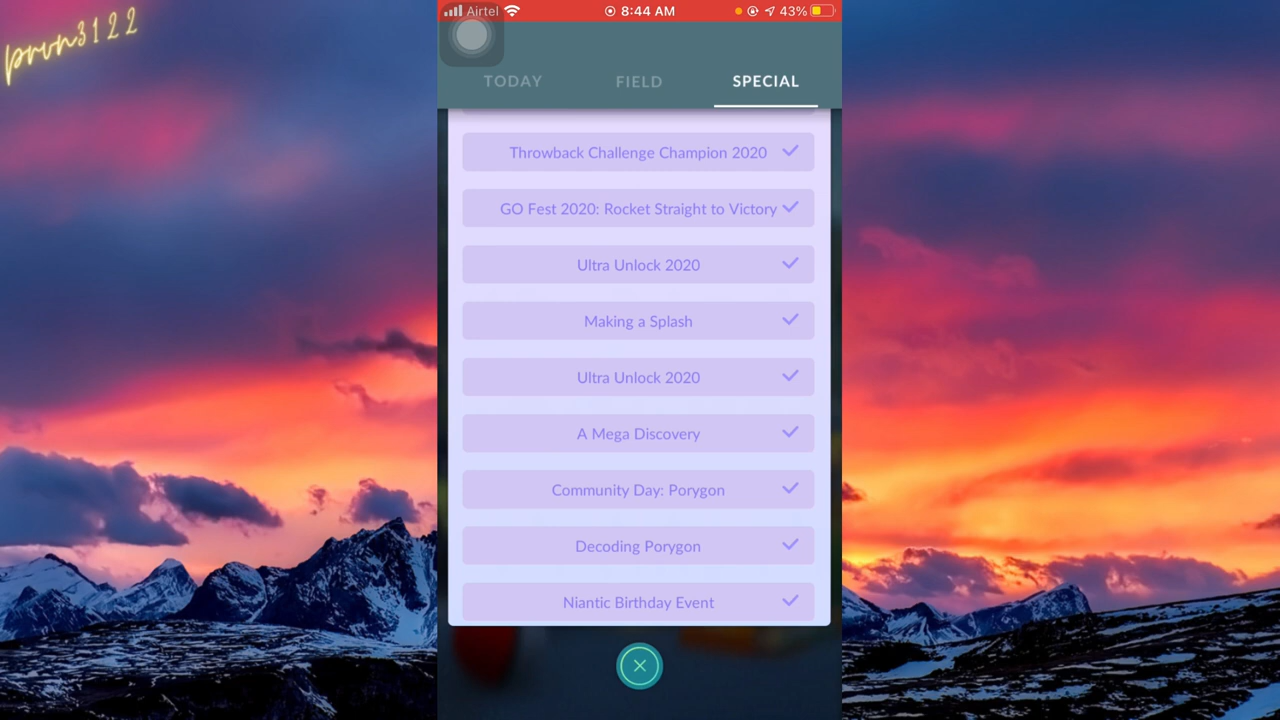 prvn3122
Airtel 8:44 AM 43%
TODAY FIELD SPECIAL
Throwback Challenge Champion 2020
GO Fest 2020: Rocket Straight to Victory
Ultra Unlock 2020
Making a Splash
Ultra Unlock 2020
A Mega Discovery
Community Day: Porygon
Decoding Porygon
Niantic Birthday Event